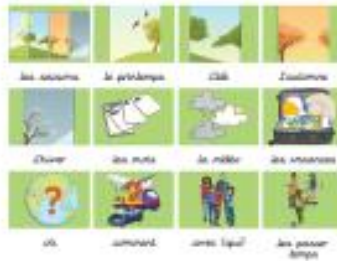 les saisons le printemps L'été L'automne
L'hiver les mois la météo les vacances
où comment avec (qui? les passer
temps